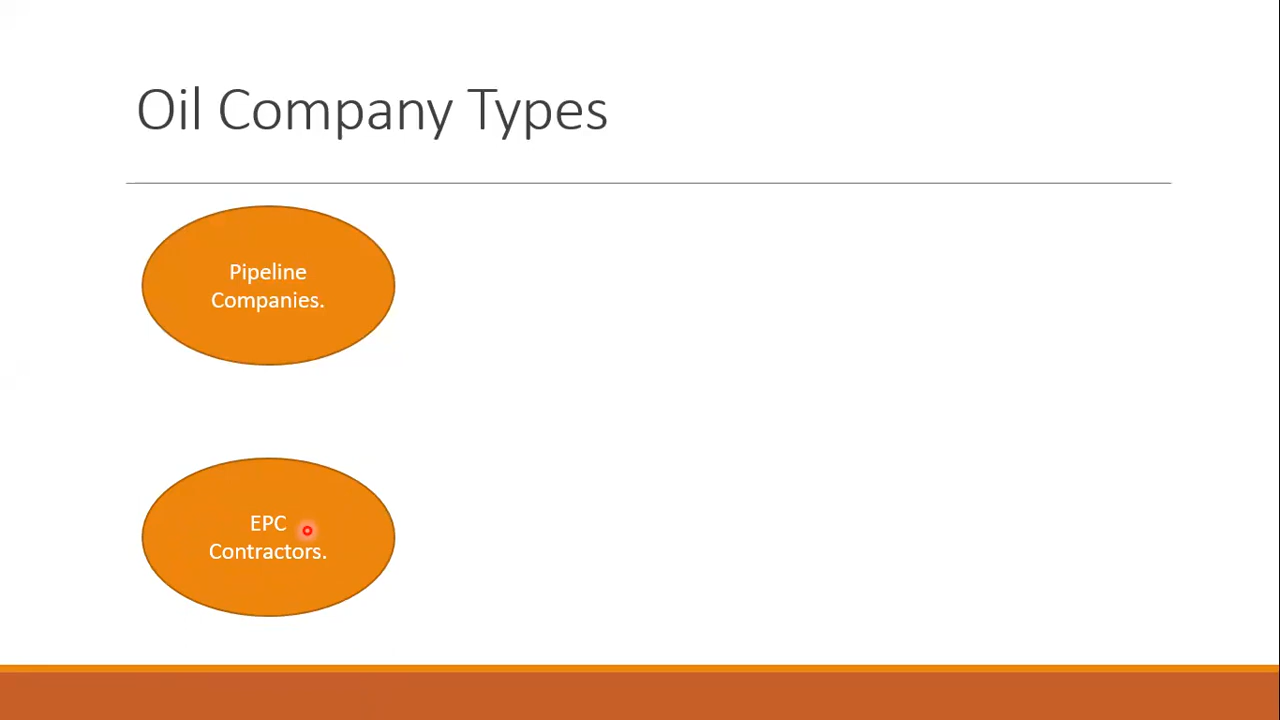 Oil Company Types
Pipeline
Companies.
EPC
Contractors.